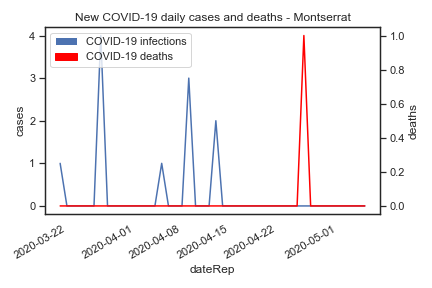 New COVID-19 daily cases and deaths - Montserrat
COVID-19 infections
COVID-19 deaths
4
3
2
1
0
cases
1.0
0.8
0.6
0.4
0.2
0.0
deaths
2020-03-22
2020-04-01
2020-04-08
2020-04-15
2020-04-22
2020-05-01
dateRep